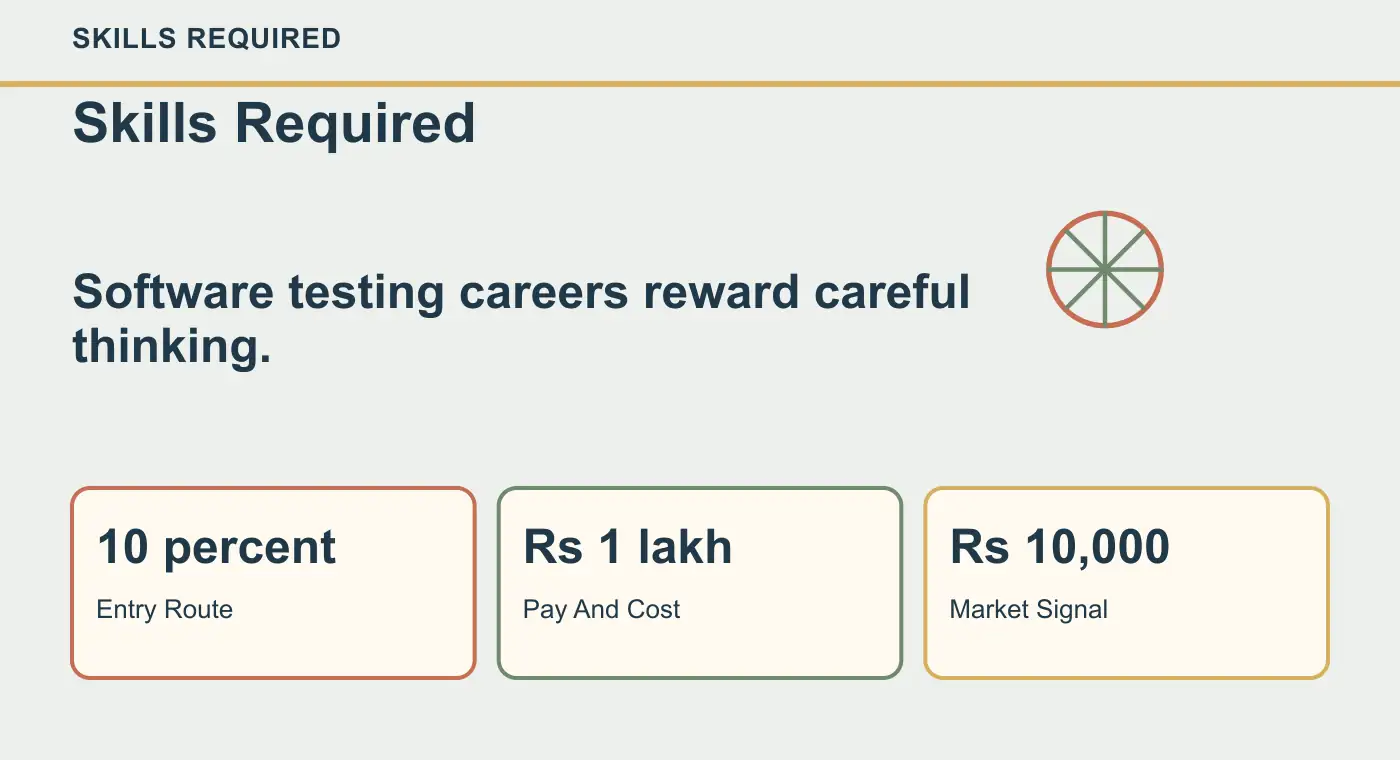 SKILLS REQUIRED
Skills Required
Software testing careers reward careful
thinking.
10 percent
Entry Route
Rs 1 lakh
Pay And Cost
Rs 10,000
Market Signal